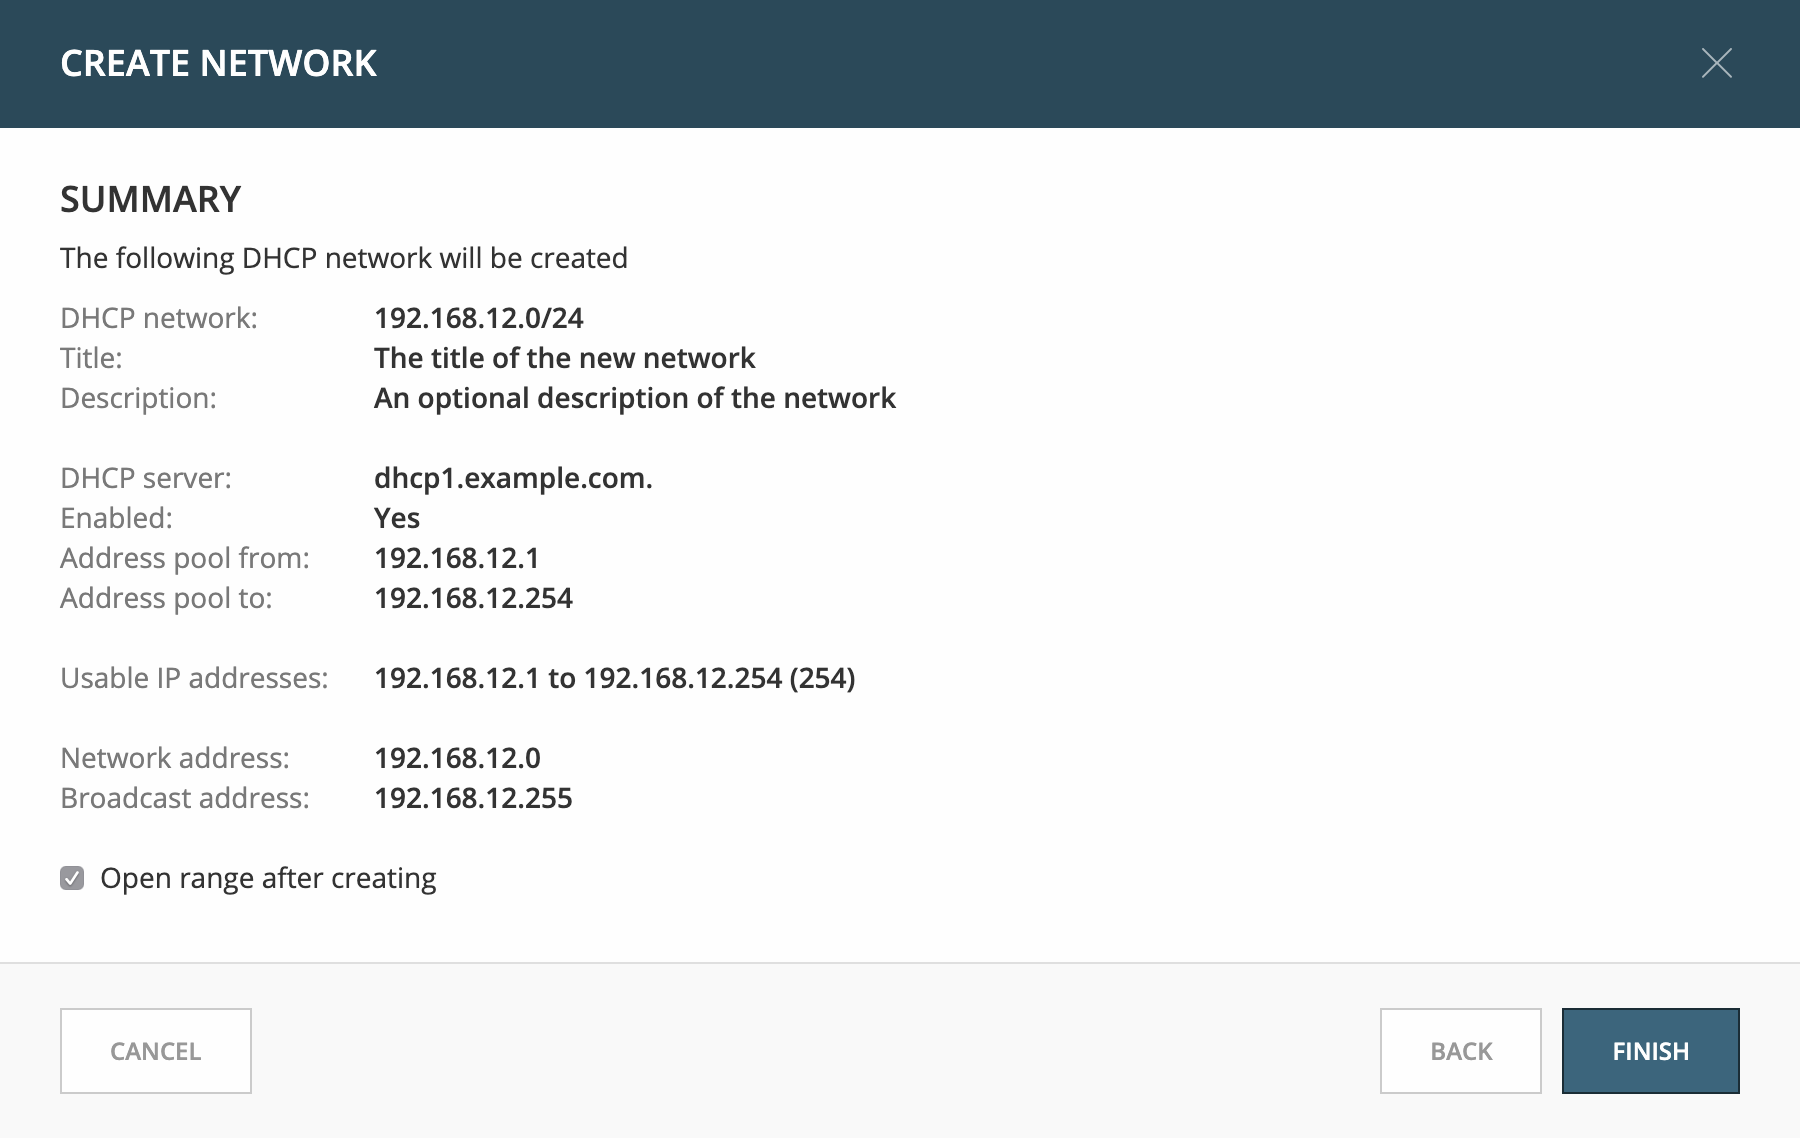 CREATE NETWORK
SUMMARY
The following DHCP network will be created
DHCP network: 192.168.12.0/24
Title: The title of the new network
Description: An optional description of the network
DHCP server: dhcp1.example.com.
Enabled: Yes
Address pool from: 192.168.12.1
Address pool to: 192.168.12.254
Usable IP addresses: 192.168.12.1 to 192.168.12.254 (254)
Network address: 192.168.12.0
Broadcast address: 192.168.12.255
Open range after creating
CANCEL BACK FINISH